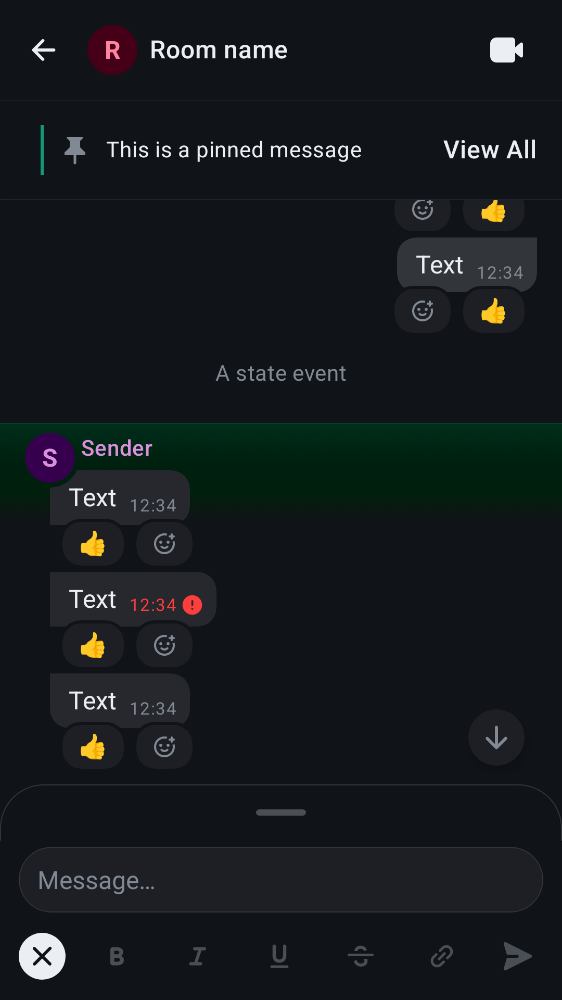 R Room name
This is a pinned message View All
Text 12:34
A state event
S Sender
Text 12:34
Text 12:34
Text 12:34
Message...
B I U S